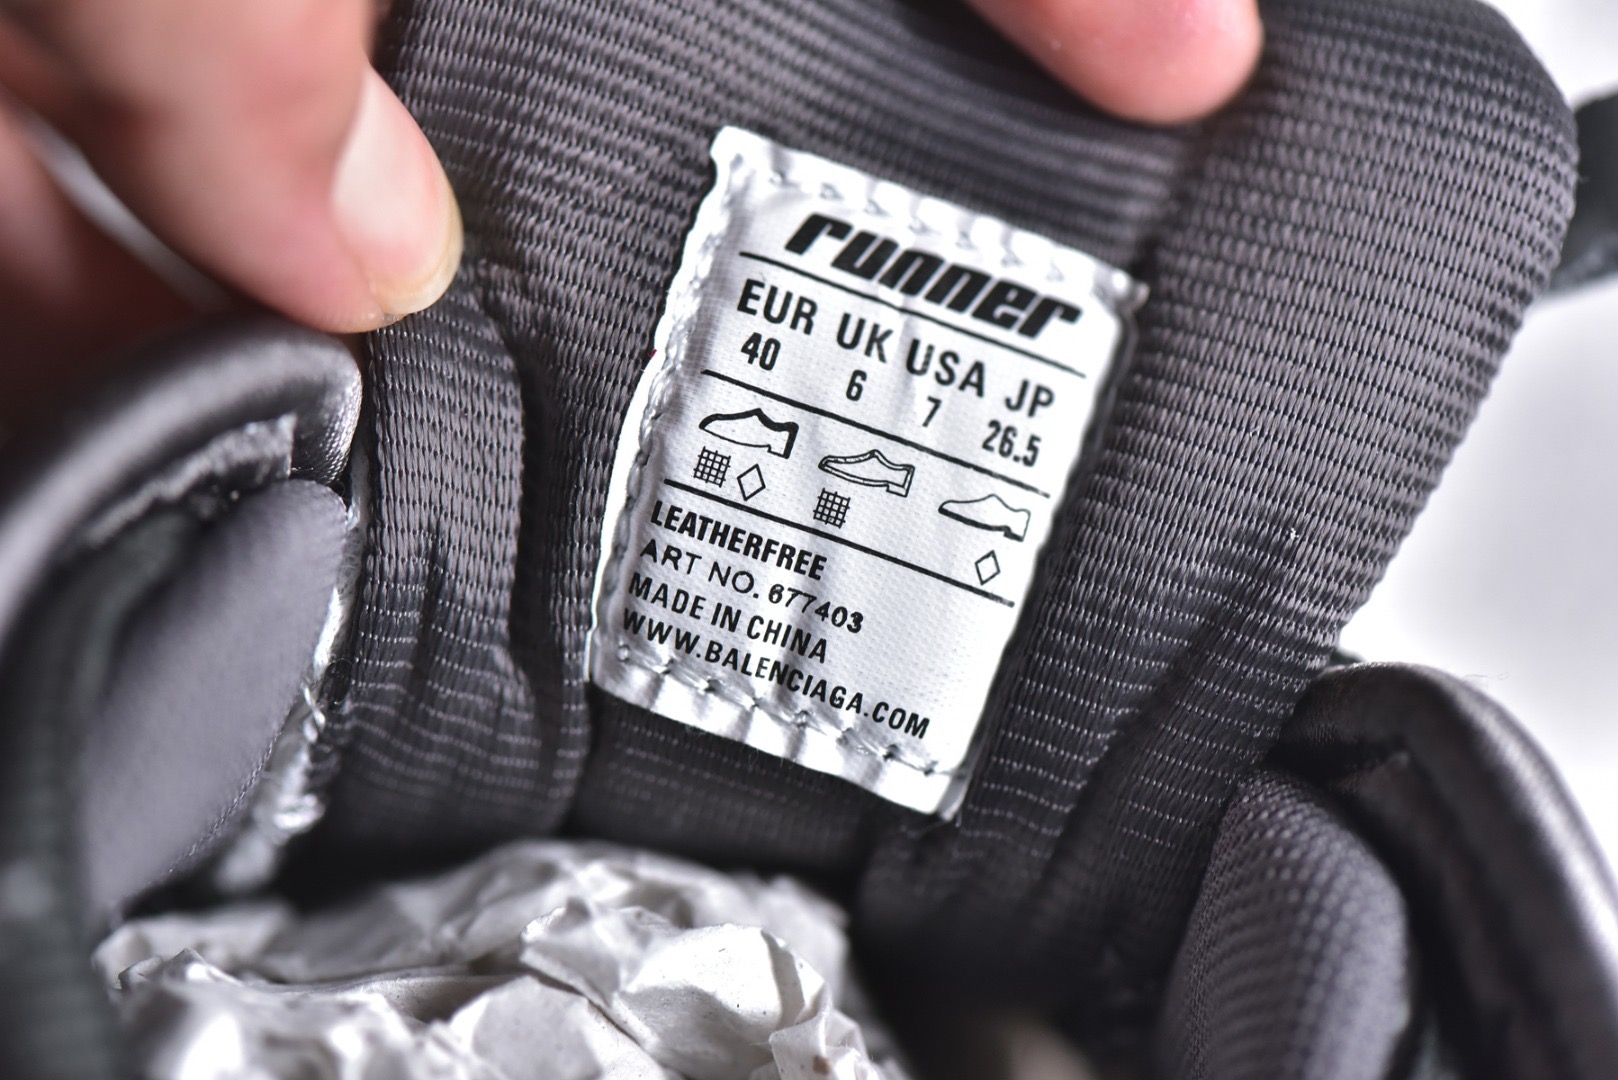 runner
EUR UK USA JP
40 6 7 26.5
LEATHERFREE
ART NO. 677403
MADE IN CHINA
WWW.BALENCIAGA.COM